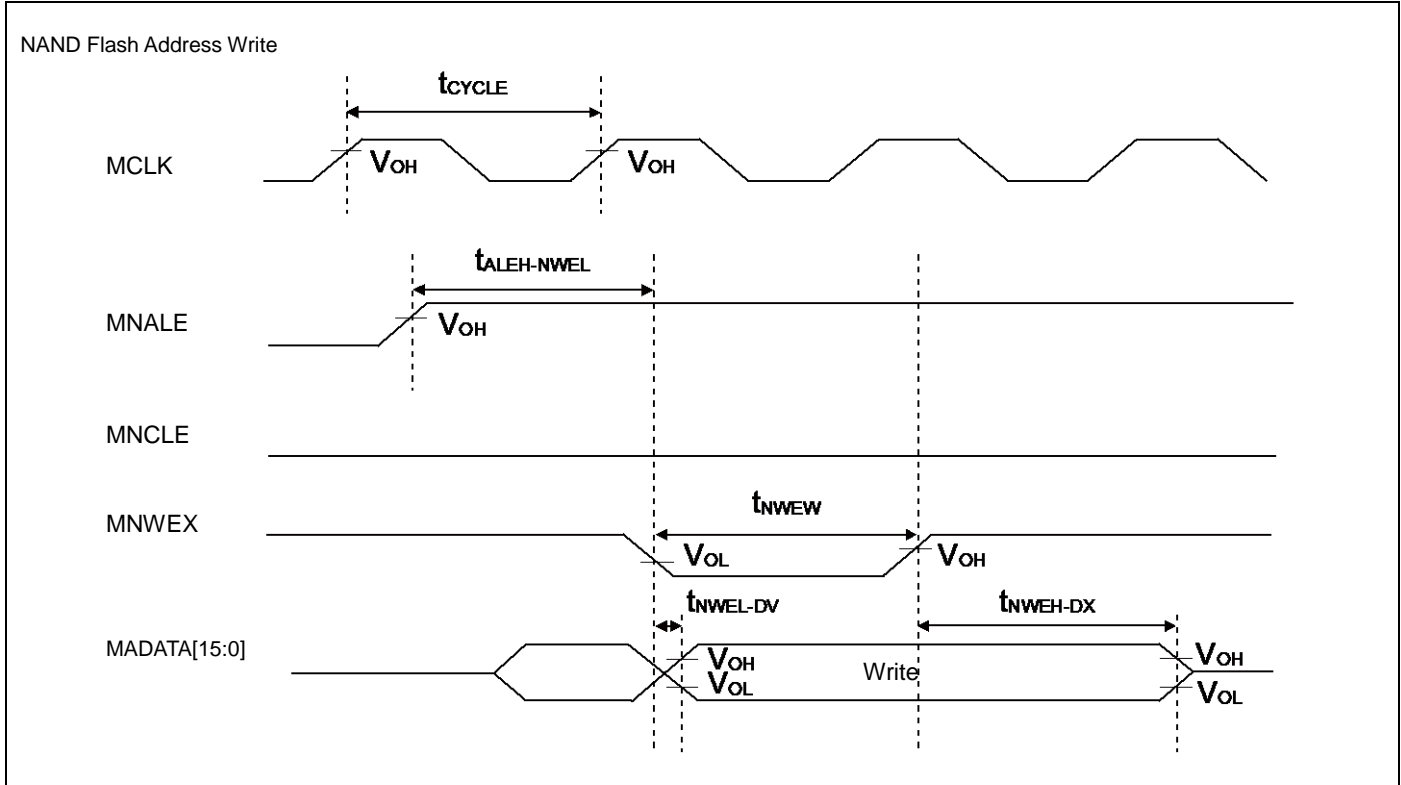 NAND Flash Address Write
tCYCLE
MCLK
VOH
VOH
tALEH-NWEL
MNALE
VOH
MNCLE
tNWEW
MNWEX
VOL
VOH
tNWEL-DV
tNWEH-DX
MADATA[15:0]
VOH
Write
VOH
VOL
VOL